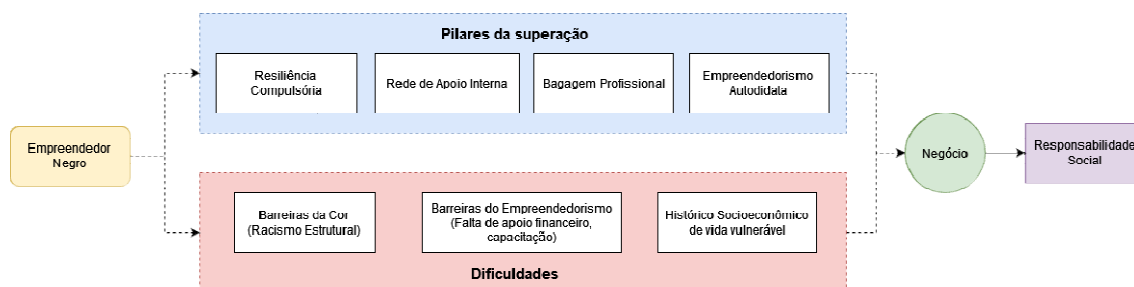 Pilares da superação
Resiliência
Compulsória
Rede de Apoio Interna
Bagagem Profissional
Empreendedorismo
Autodidata
Empreendedor
Negro
Negócio
Responsabilidade
Social
Barreiras da Cor
(Racismo Estrutural)
Barreiras do Empreendedorismo
(Falta de apoio financeiro,
capacitação)
Histórico Socioeconômico
de vida vulnerável
Dificuldades